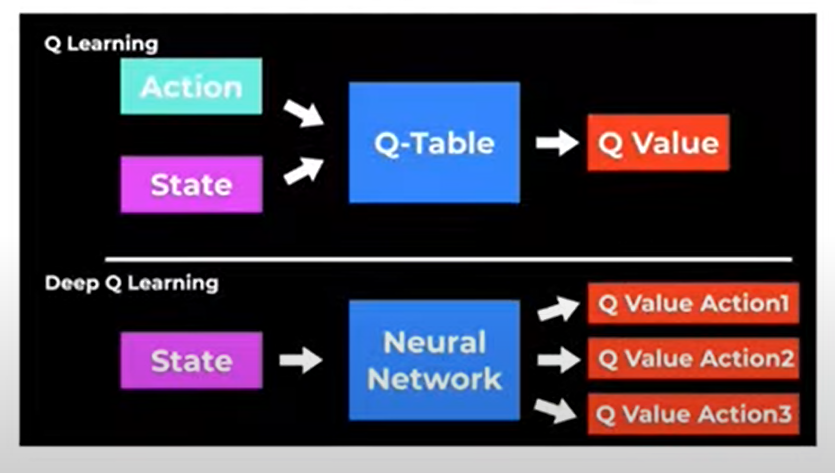 Q Learning
Action
State
Q-Table
Q Value
Deep Q Learning
State
Neural
Network
Q Value Action1
Q Value Action2
Q Value Action3